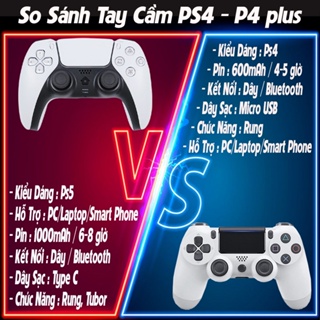 So Sánh Tay Cầm PS4 - P4 plus
- Kiểu Dáng : Ps4
- Pin : 600mAh / 4-5 giờ
- Kết Nối : Dây / Bluetooth
- Dây Sạc : Micro USB
- Chức Năng : Rung
- Hỗ Trợ : PC/Laptop/Smart Phone
VS
- Kiểu Dáng : Ps5
- Hỗ Trợ : PC/Laptop/Smart Phone
- Pin : 1000mAh / 6-8 giờ
- Kết Nối : Dây / Bluetooth
- Dây Sạc : Type C
- Chức Năng : Rung, Tubor